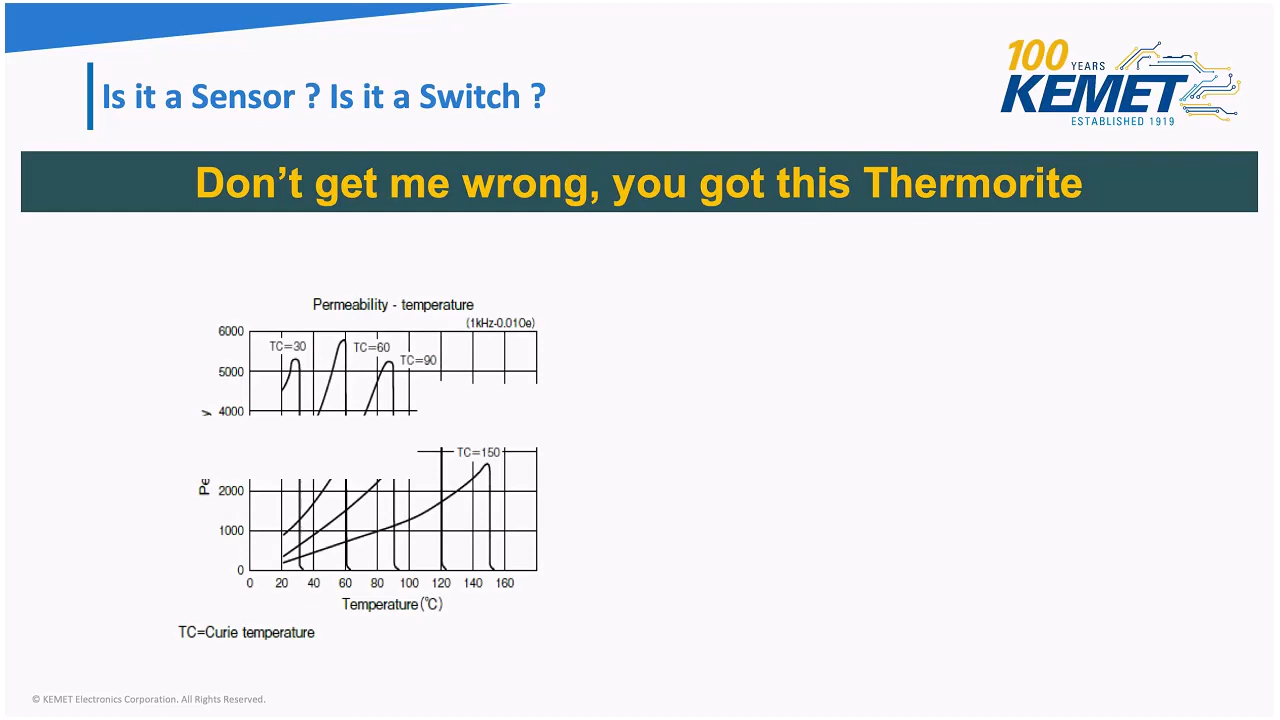 Is it a Sensor ? Is it a Switch ?
100 YEARS
KEMET
ESTABLISHED 1919
Don't get me wrong, you got this Thermorite
Permeability - temperature
(1kHz-0.01Oe)
6000
TC=30
TC=60
TC=90
5000
y
4000
TC=150
Pe
2000
1000
0
0 20 40 60 80 100 120 140 160
Temperature(℃)
TC=Curie temperature
© KEMET Electronics Corporation. All Rights Reserved.